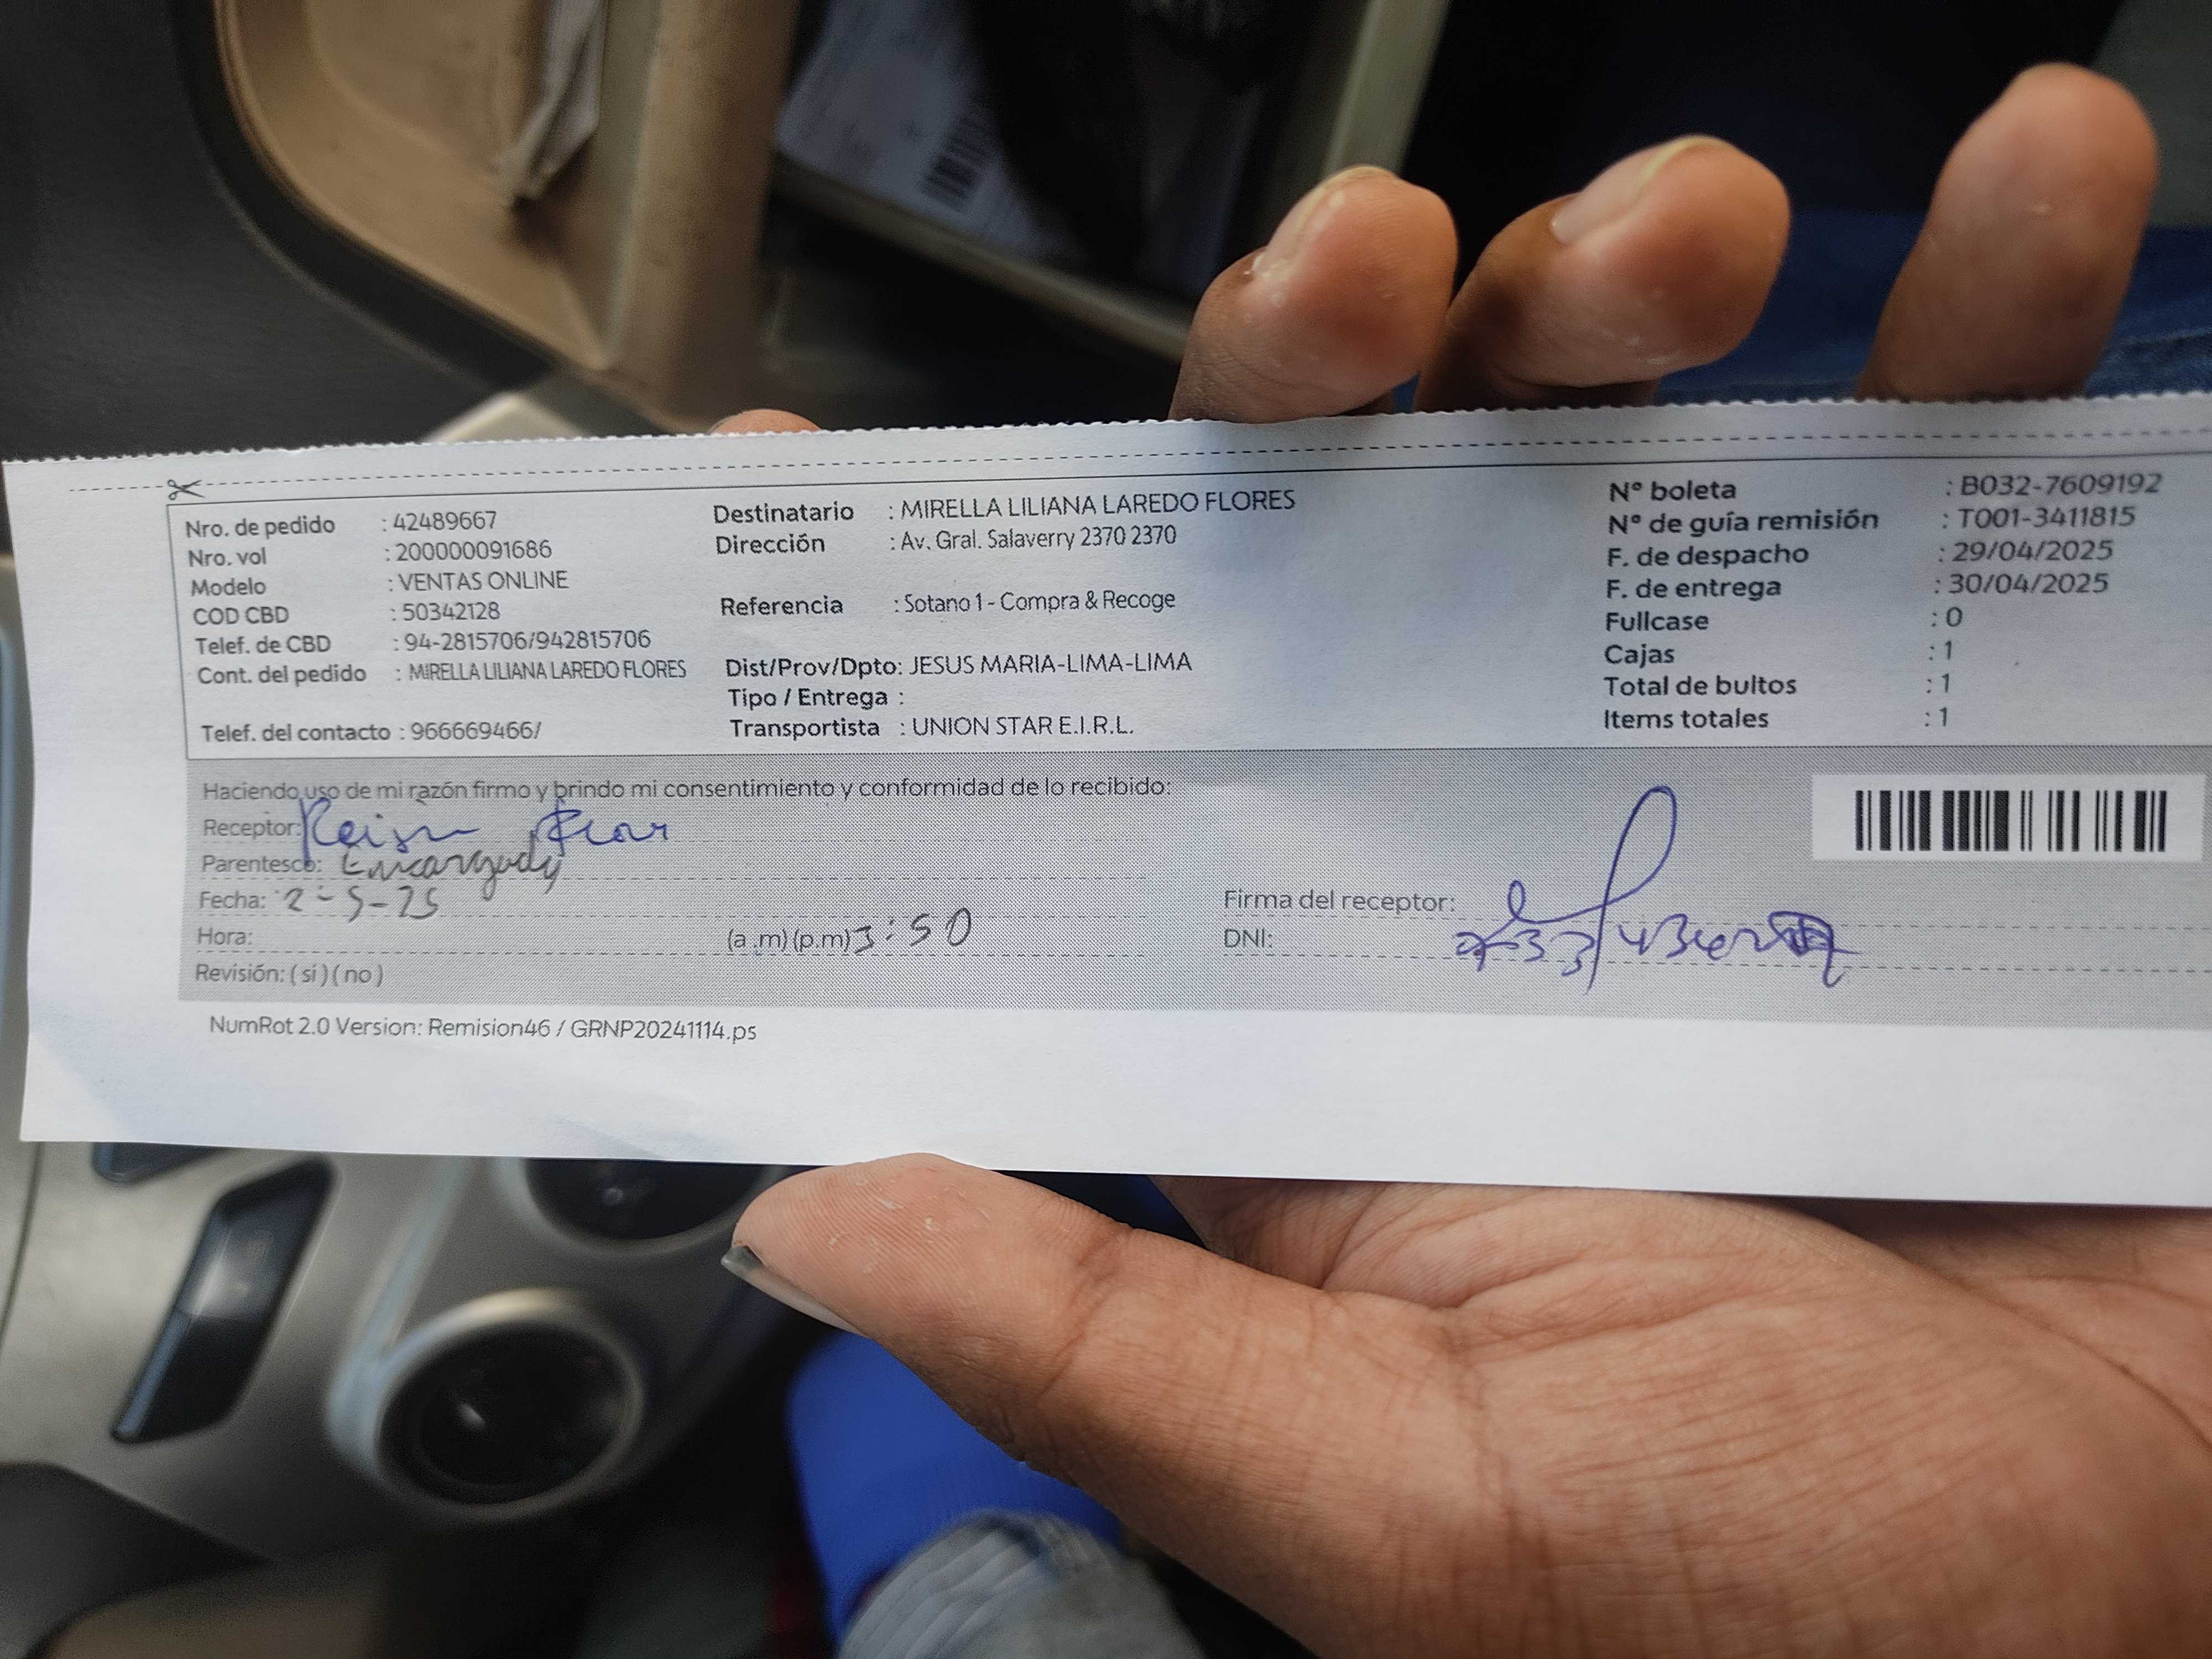 Nro. de pedido : 42489667
Nro. vol : 200000091686
Modelo : VENTAS ONLINE
COD CBD : 50342128
Telef. de CBD : 94-2815706/942815706
Cont. del pedido : MIRELLA LILIANA LAREDO FLORES
Telef. del contacto : 966669466/
Destinatario : MIRELLA LILIANA LAREDO FLORES
Dirección : Av. Gral. Salaverry 2370 2370
Referencia : Sotano 1 - Compra & Recoge
Dist/Prov/Dpto: JESUS MARIA-LIMA-LIMA
Tipo / Entrega :
Transportista : UNION STAR E.I.R.L.
Nº boleta : B032-7609192
Nº de guía remisión : T001-3411815
F. de despacho : 29/04/2025
F. de entrega : 30/04/2025
Fullcase : 0
Cajas : 1
Total de bultos : 1
Items totales : 1
Haciendo uso de mi razón firmo y brindo mi consentimiento y conformidad de lo recibido:
Receptor:
Parentesco:
Fecha: 2-5-25
Hora: (a .m) (p.m) 3:50
Revisión: ( si ) ( no )
Firma del receptor:
DNI:
NumRot 2.0 Version: Remision46 / GRNP20241114.ps